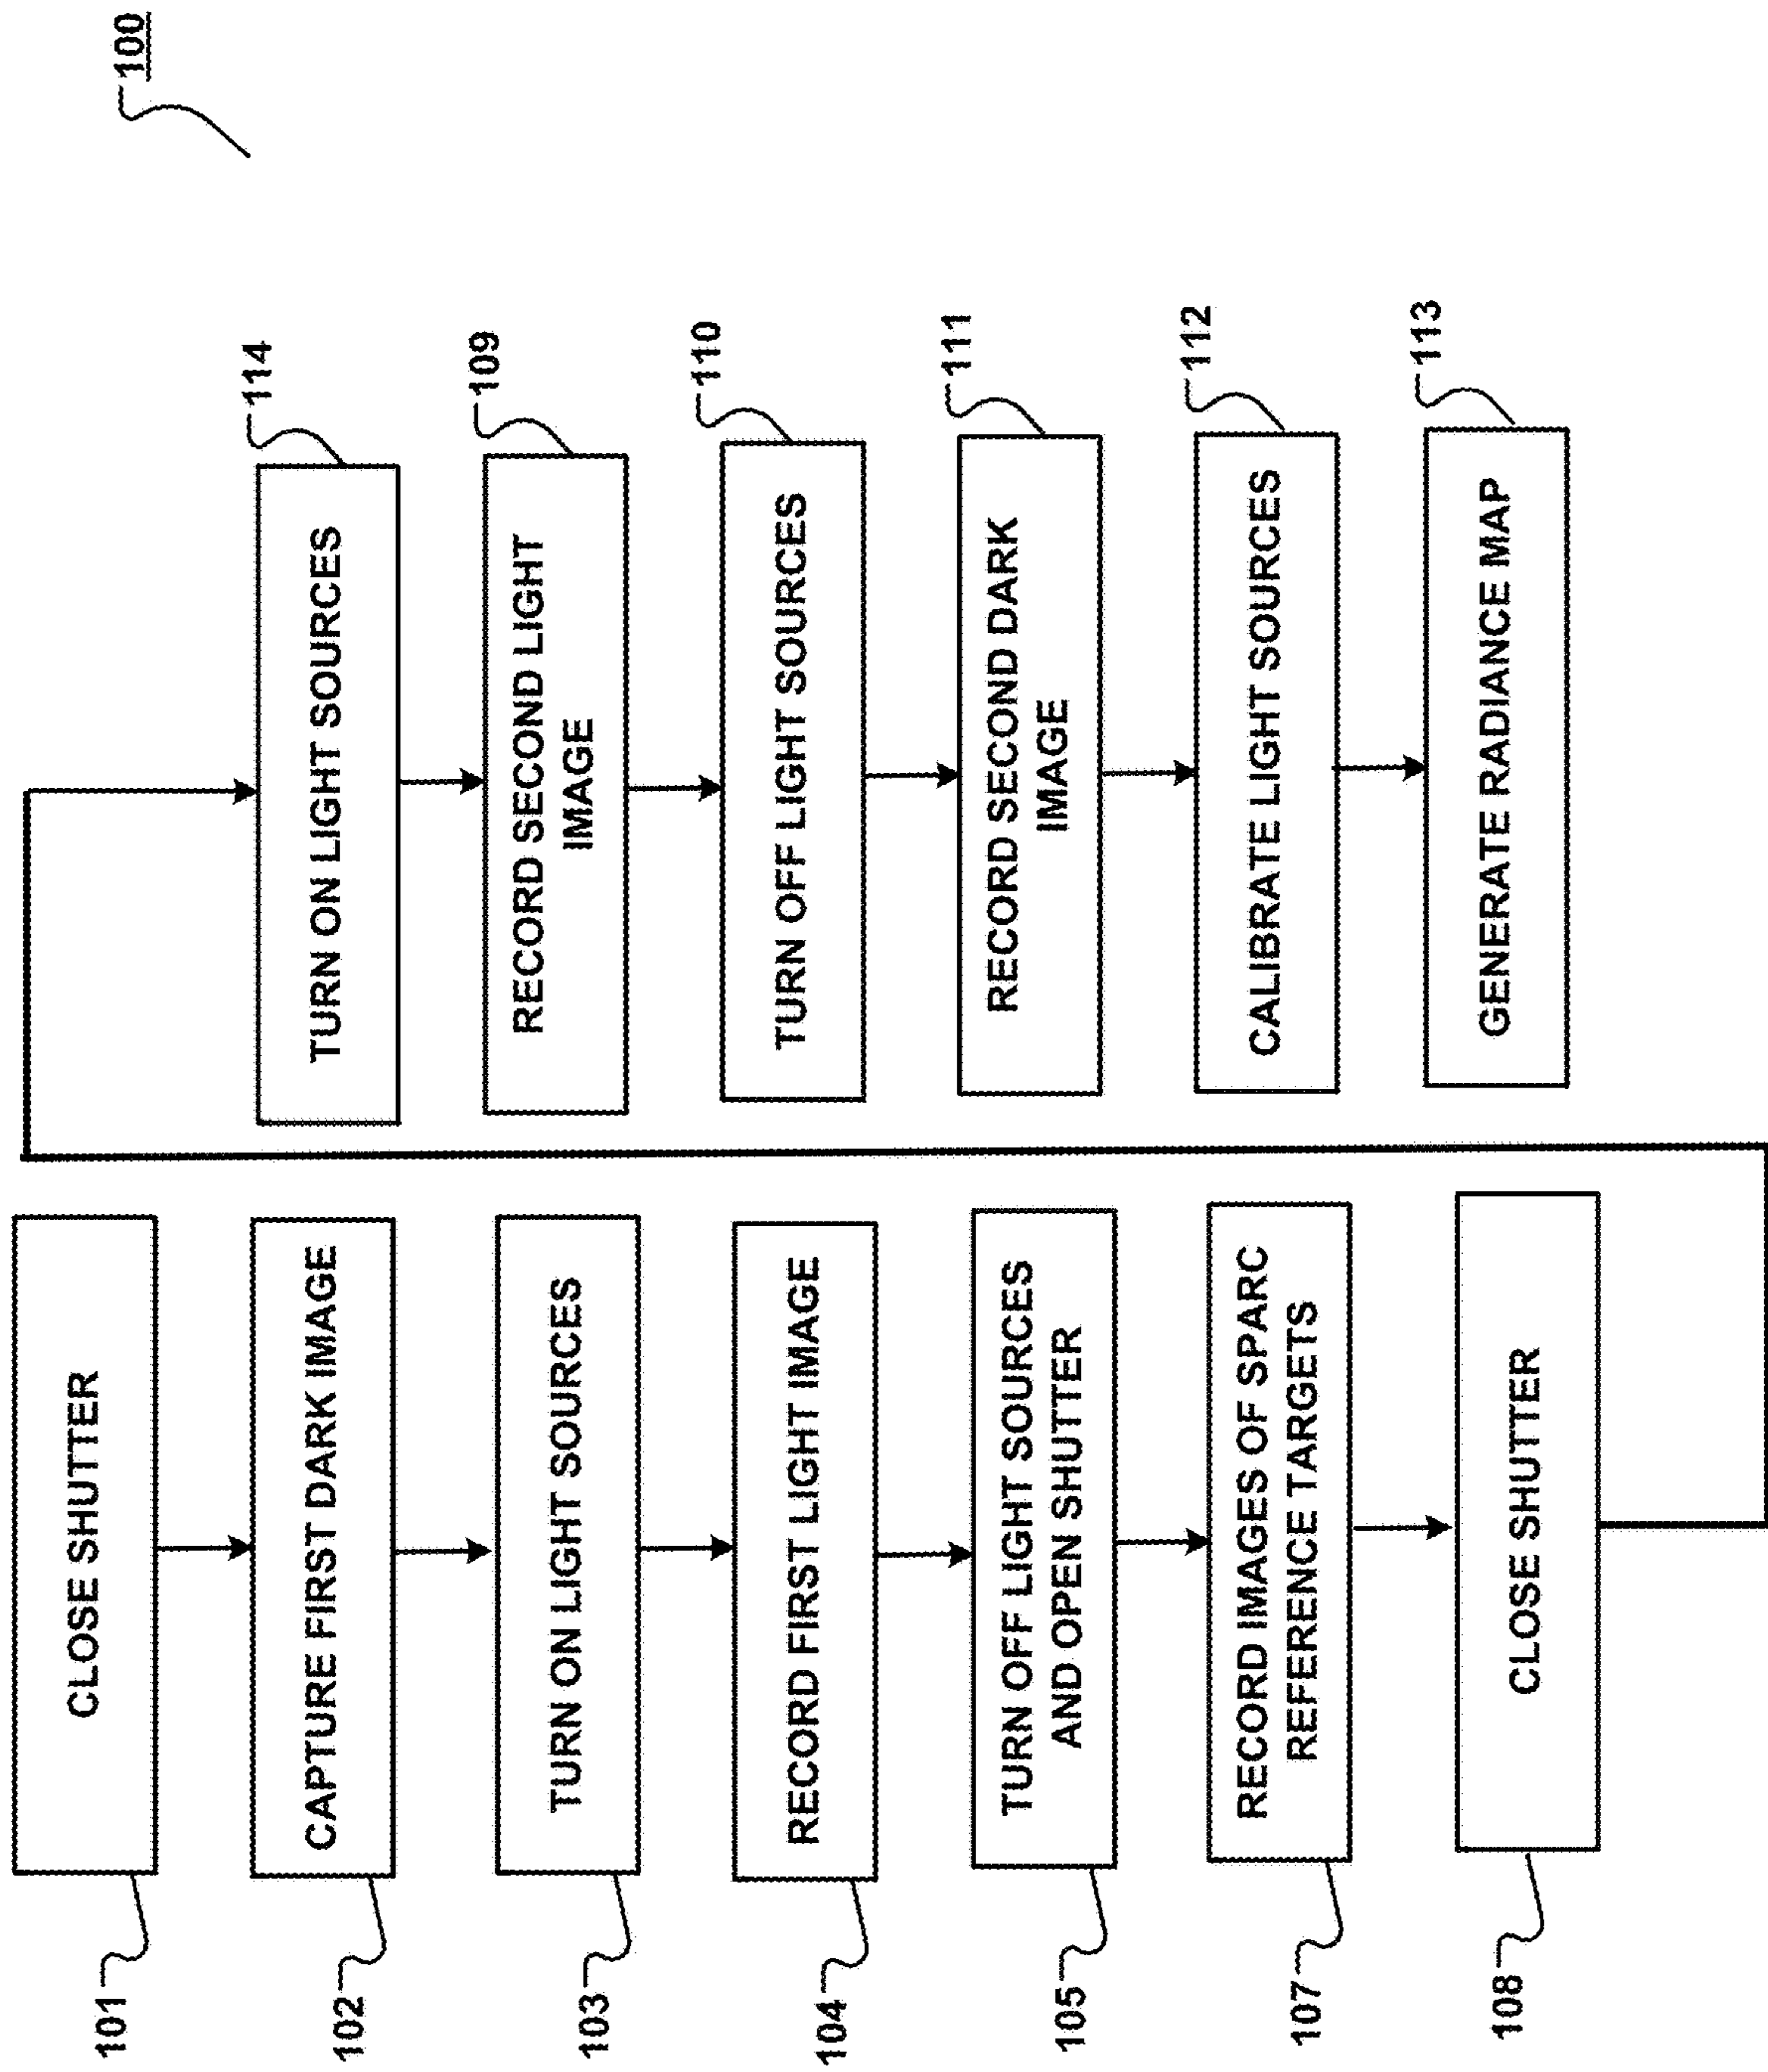 100
101
CLOSE SHUTTER
102
CAPTURE FIRST DARK IMAGE
103
TURN ON LIGHT SOURCES
104
RECORD FIRST LIGHT IMAGE
105
TURN OFF LIGHT SOURCES
AND OPEN SHUTTER
107
RECORD IMAGES OF SPARC
REFERENCE TARGETS
108
CLOSE SHUTTER
114
TURN ON LIGHT SOURCES
109
RECORD SECOND LIGHT
IMAGE
110
TURN OFF LIGHT SOURCES
111
RECORD SECOND DARK
IMAGE
112
CALIBRATE LIGHT SOURCES
113
GENERATE RADIANCE MAP